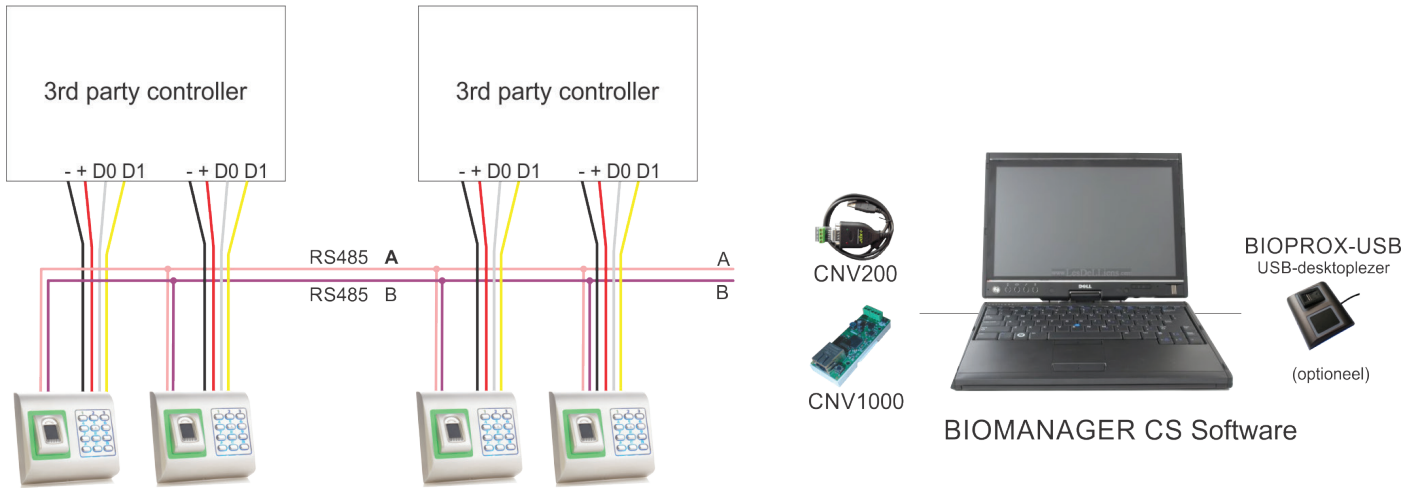 3rd party controller
3rd party controller
- + D0 D1
- + D0 D1
- + D0 D1
- + D0 D1
RS485 A
RS485 B
A
B
CNV200
CNV1000
DELL
BIOMANAGER CS Software
BIOPROX-USB
USB-desktoplezer
(optioneel)